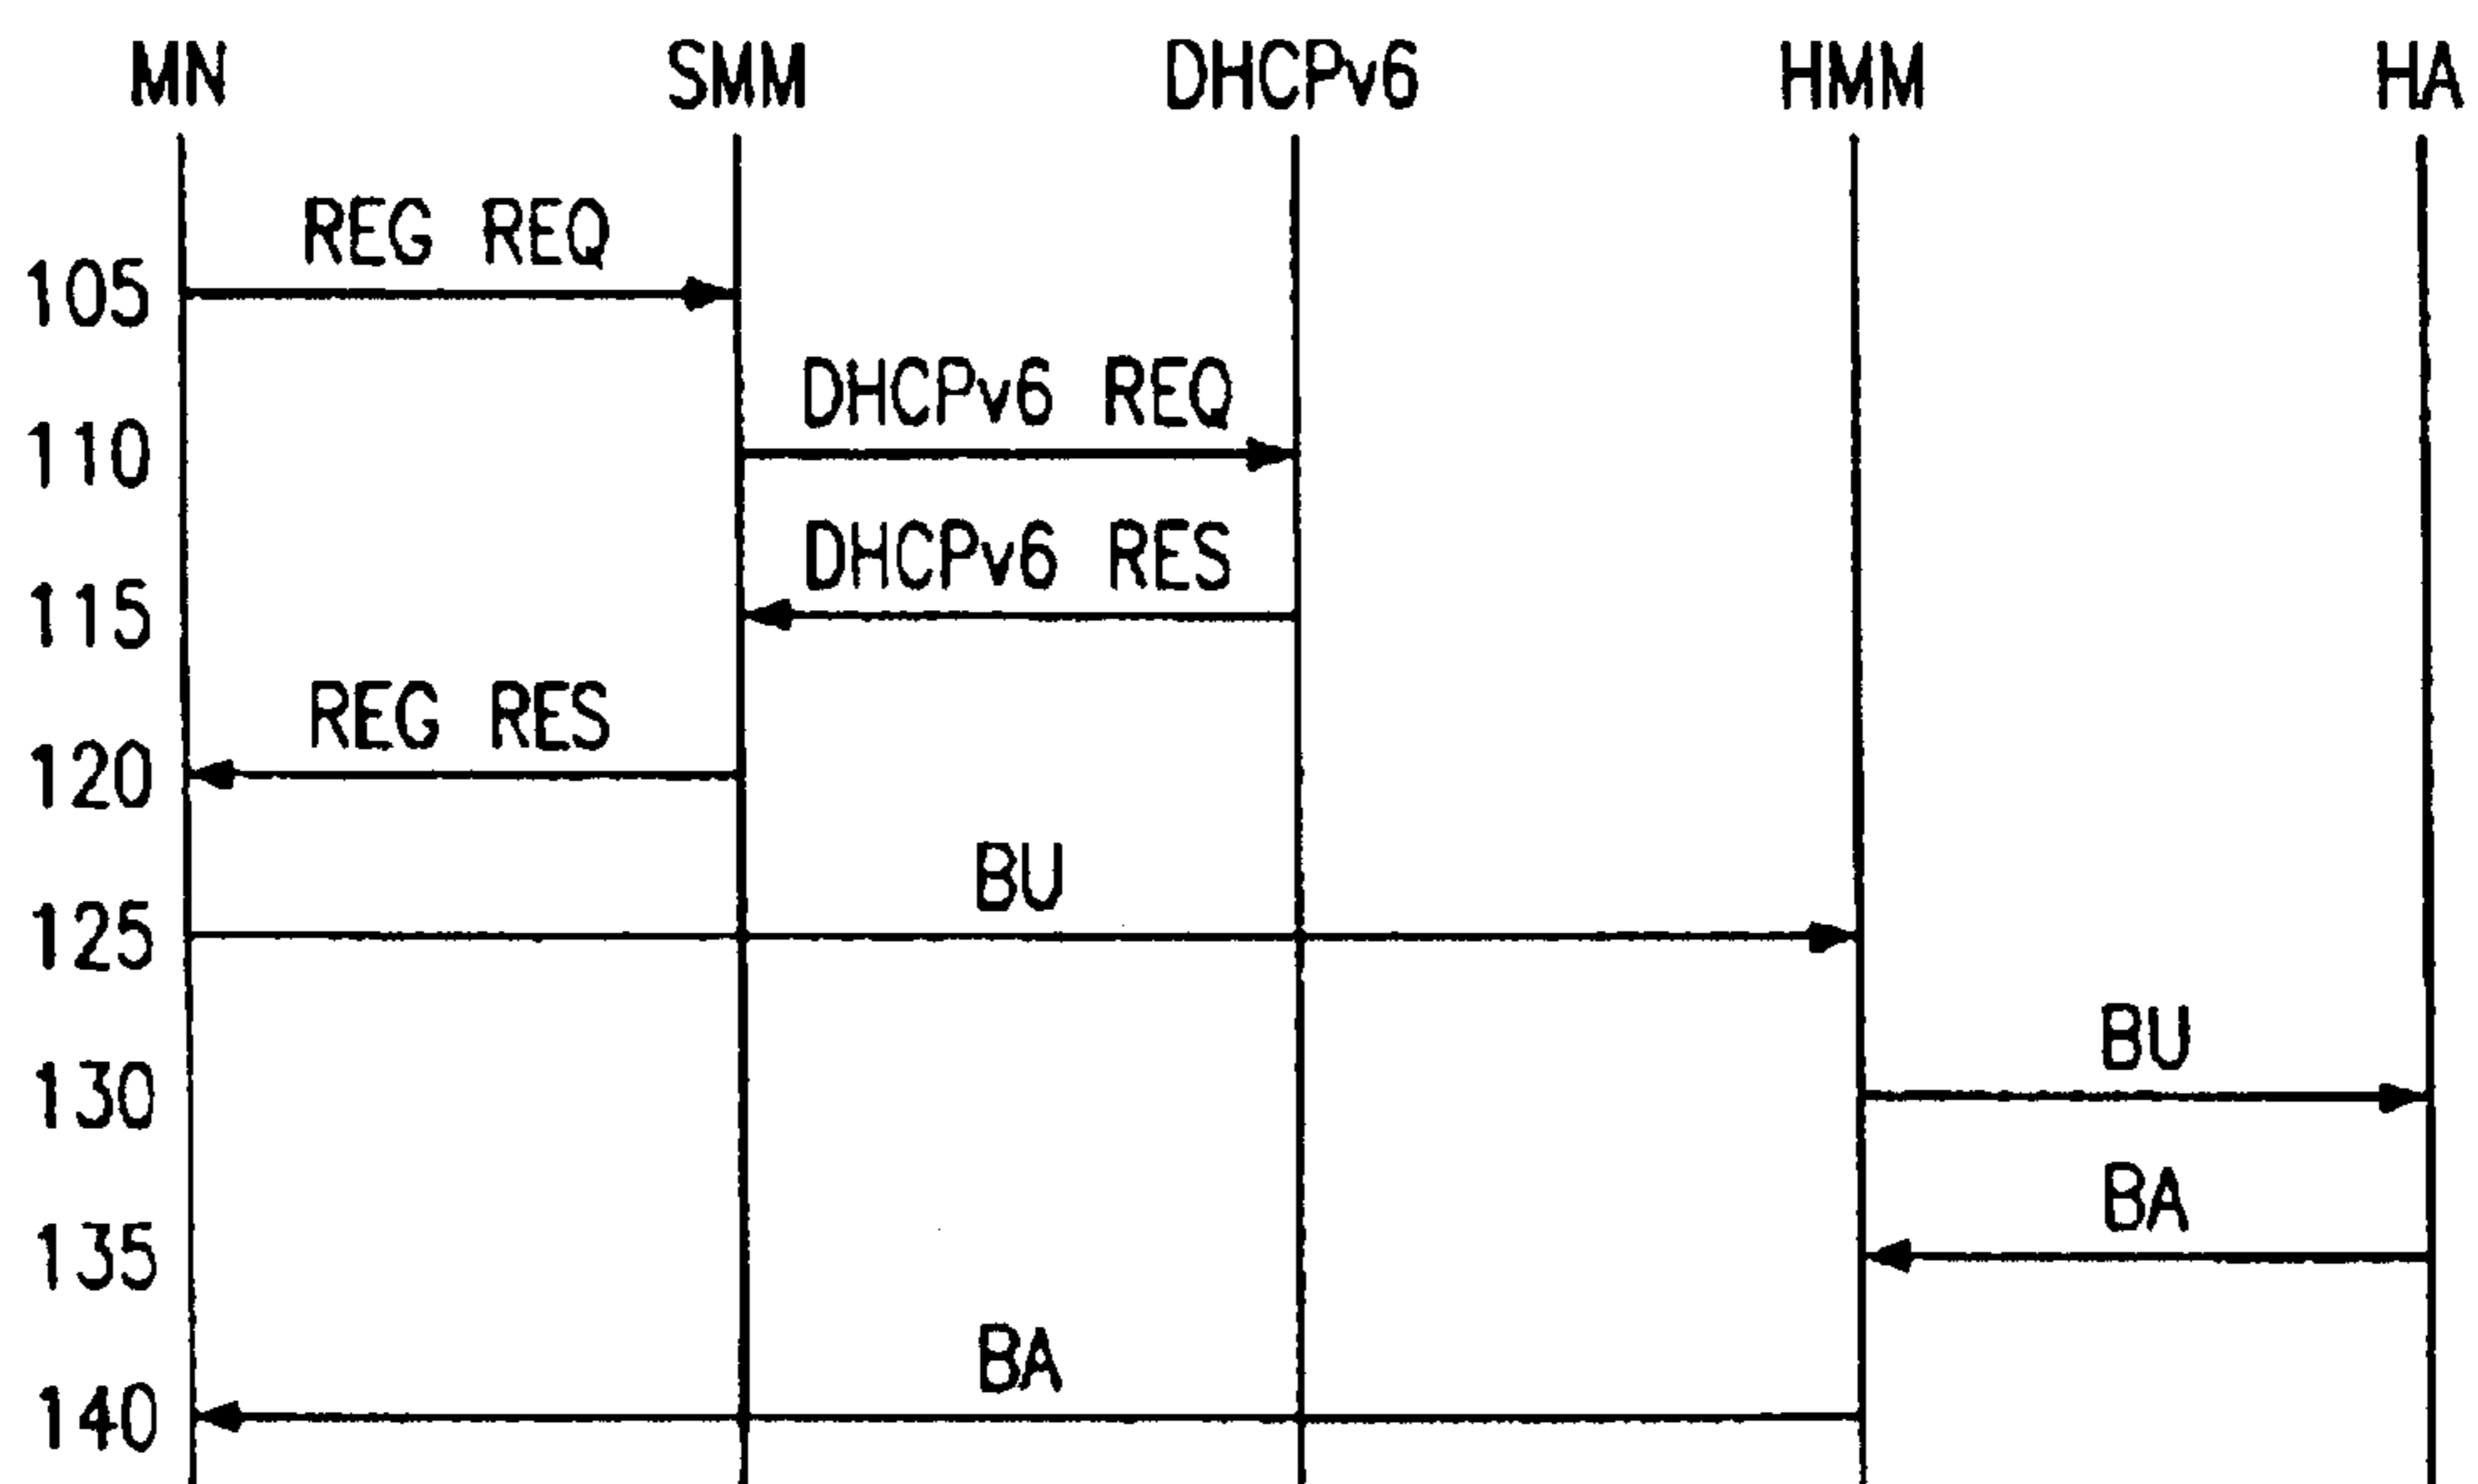 MN SMM DHCPv6 HMM HA
REG REQ
105
DHCPv6 REQ
110
DHCPv6 RES
115
REG RES
120
BU
125
BU
130
BA
135
BA
140